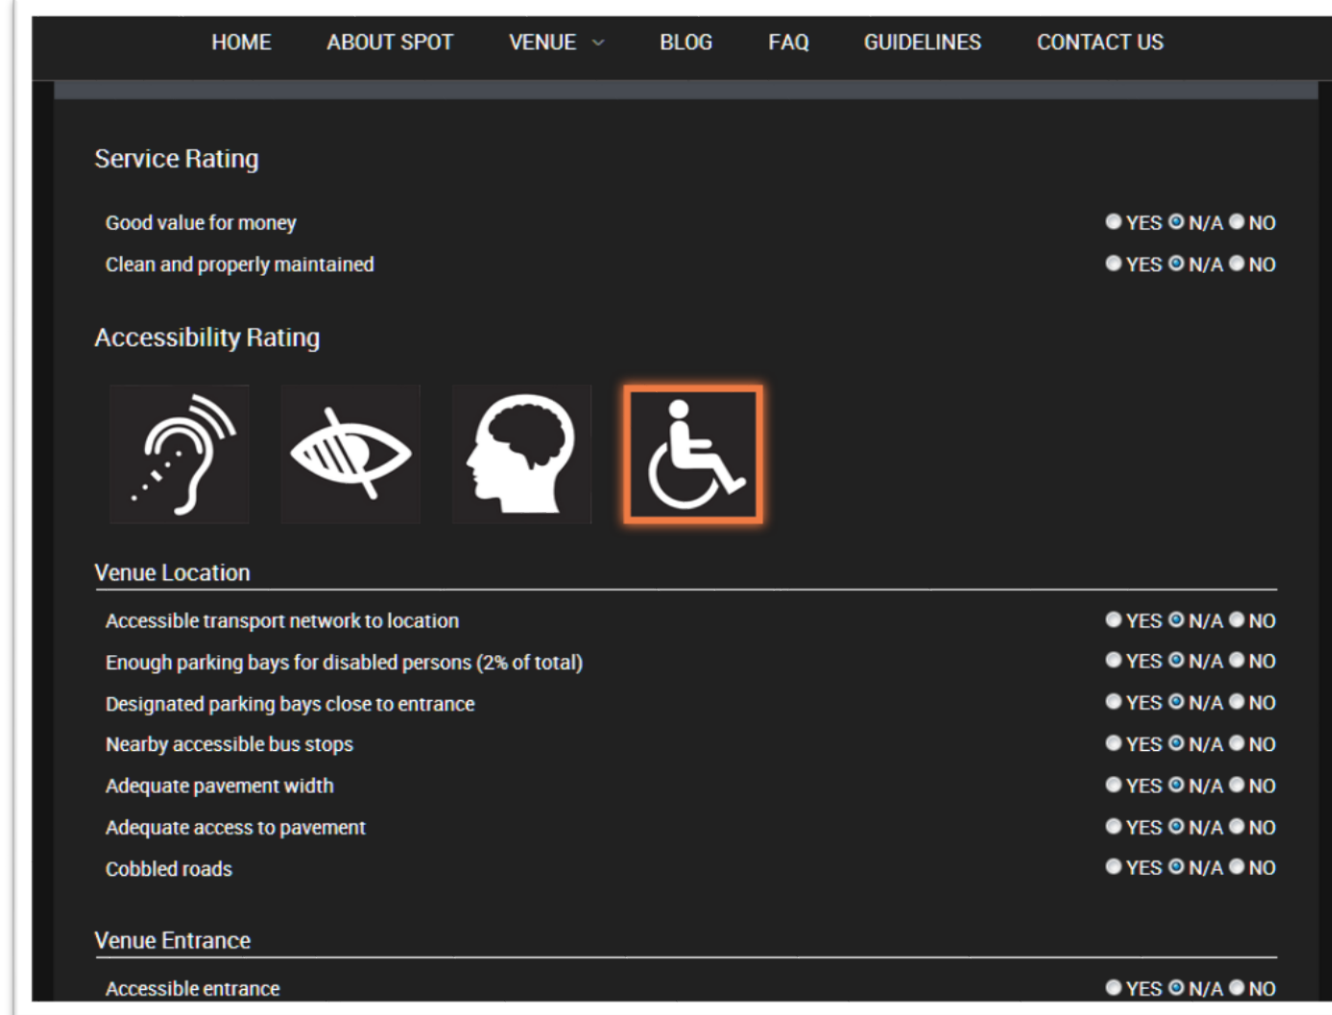 HOME ABOUT SPOT VENUE BLOG FAQ GUIDELINES CONTACT US
Service Rating
Good value for money YES N/A NO
Clean and properly maintained YES N/A NO
Accessibility Rating
Venue Location
Accessible transport network to location YES N/A NO
Enough parking bays for disabled persons (2% of total) YES N/A NO
Designated parking bays close to entrance YES N/A NO
Nearby accessible bus stops YES N/A NO
Adequate pavement width YES N/A NO
Adequate access to pavement YES N/A NO
Cobbled roads YES N/A NO
Venue Entrance
Accessible entrance YES N/A NO